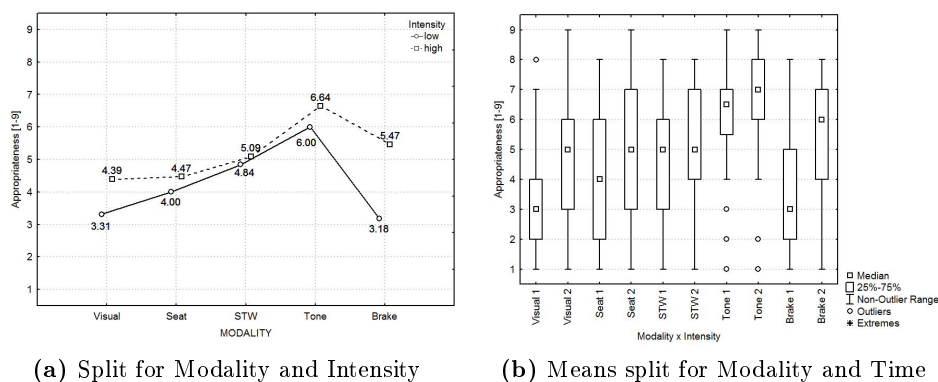 Intensity
low
high
Appropriateness [1-9]
9
8
7
6
5
4
3
2
1
4.39
4.47
5.09
6.64
5.47
3.31
4.00
4.84
6.00
3.18
Visual Seat STW Tone Brake
MODALITY
(a) Split for Modality and Intensity
Appropriateness [1-9]
9
8
7
6
5
4
3
2
1
Visual 1
Visual 2
Seat 1
Seat 2
STW 1
STW 2
Tone 1
Tone 2
Brake 1
Brake 2
Modality x Intensity
Median
25%-75%
Non-Outlier Range
Outliers
Extremes
(b) Means split for Modality and Time